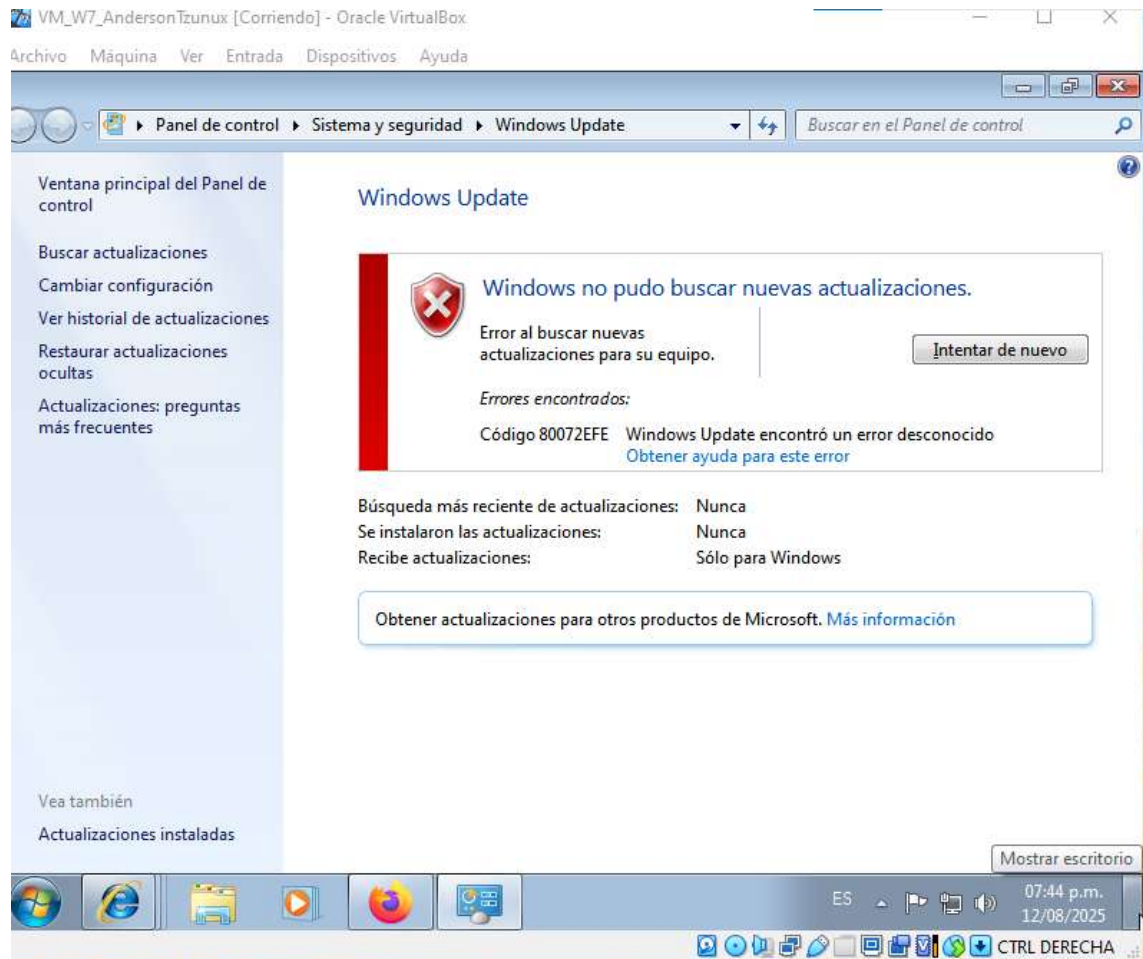 VM_W7_AndersonTzunux [Corriendo] - Oracle VirtualBox
Archivo Máquina Ver Entrada Dispositivos Ayuda
Panel de control Sistema y seguridad Windows Update Buscar en el Panel de control
Ventana principal del Panel de
control
Buscar actualizaciones
Cambiar configuración
Ver historial de actualizaciones
Restaurar actualizaciones
ocultas
Actualizaciones: preguntas
más frecuentes
Windows Update
Windows no pudo buscar nuevas actualizaciones.
Error al buscar nuevas
actualizaciones para su equipo.
Intentar de nuevo
Errores encontrados:
Código 80072EFE Windows Update encontró un error desconocido
Obtener ayuda para este error
Búsqueda más reciente de actualizaciones: Nunca
Se instalaron las actualizaciones: Nunca
Recibe actualizaciones: Sólo para Windows
Obtener actualizaciones para otros productos de Microsoft. Más información
Vea también
Actualizaciones instaladas
Mostrar escritorio
ES 07:44 p.m.
12/08/2025
CTRL DERECHA